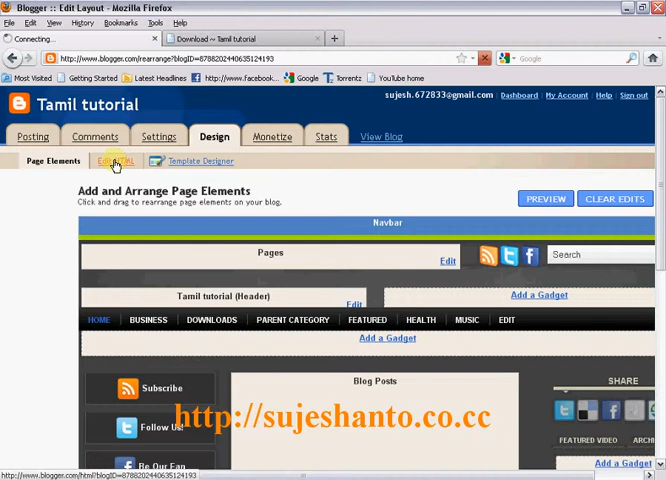 Blogger :: Edit Layout - Mozilla Firefox
File Edit View History Bookmarks Tools Help
Connecting...
Download ~ Tamil tutorial
http://www.blogger.com/rearrange?blogID=8788202440635124193
Google
Most Visited Getting Started Latest Headlines http://www.facebook... Google Torrentz YouTube home
sujesh.672833@gmail.com Dashboard My Account Help Sign out
Tamil tutorial
Posting Comments Settings Design Monetize Stats View Blog
Page Elements Edit HTML Template Designer
Add and Arrange Page Elements
Click and drag to rearrange page elements on your blog.
PREVIEW CLEAR EDITS
Navbar
Pages
Edit
Search
Tamil tutorial (Header)
Edit
Add a Gadget
HOME BUSINESS DOWNLOADS PARENT CATEGORY FEATURED HEALTH MUSIC EDIT
Add a Gadget
Subscribe
Blog Posts
SHARE
Follow Us!
http://sujeshanto.co.cc
FEATURED VIDEO
Be Our Fan
Add a Gadget
http://www.blogger.com/html?blogID=8788202440635124193